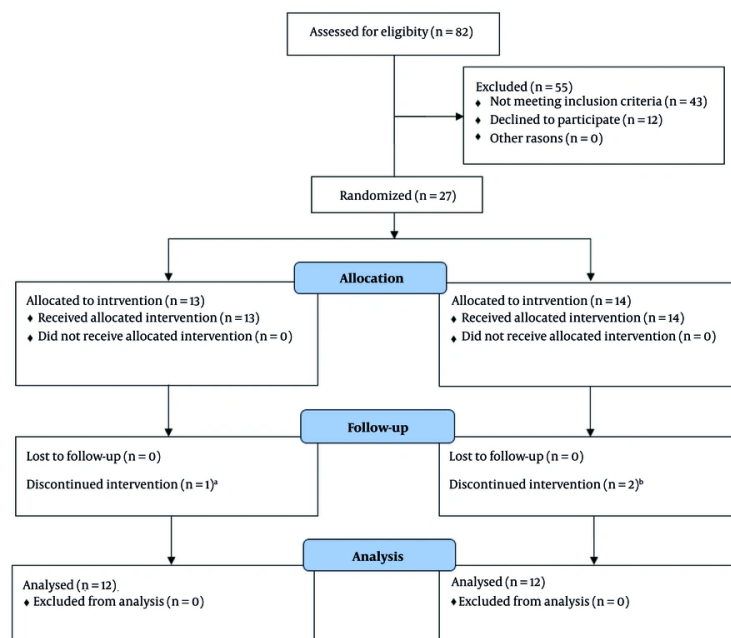 Assessed for eligibity (n = 82)
Excluded (n = 55)
♦ Not meeting inclusion criteria (n = 43)
♦ Declined to participate (n = 12)
♦ Other rasons (n = 0)
Randomized (n = 27)
Allocation
Allocated to intrvention (n = 13)
♦ Received allocated intervention (n = 13)
♦ Did not receive allocated intervention (n = 0)
Allocated to intrvention (n = 14)
♦ Received allocated intervention (n = 14)
♦ Did not receive allocated intervention (n = 0)
Follow-up
Lost to follow-up (n = 0)
Discontinued intervention (n = 1)ᵃ
Lost to follow-up (n = 0)
Discontinued intervention (n = 2)ᵇ
Analysis
Analysed (n = 12).
♦ Excluded from analysis (n = 0)
Analysed (n = 12)
♦ Excluded from analysis (n = 0)